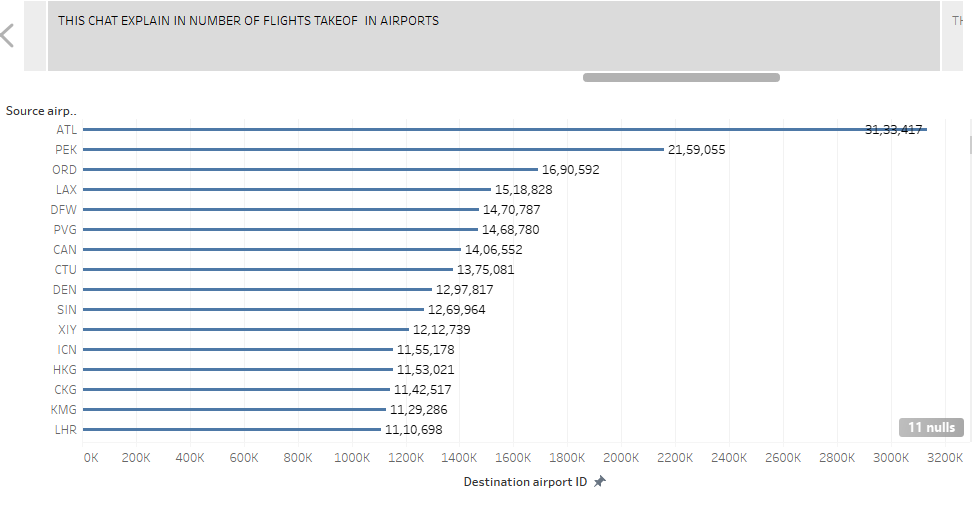 THIS CHAT EXPLAIN IN NUMBER OF FLIGHTS TAKEOF  IN AIRPORTS
TH
Source airp..
ATL 31,33,417
PEK 21,59,055
ORD 16,90,592
LAX 15,18,828
DFW 14,70,787
PVG 14,68,780
CAN 14,06,552
CTU 13,75,081
DEN 12,97,817
SIN 12,69,964
XIY 12,12,739
ICN 11,55,178
HKG 11,53,021
CKG 11,42,517
KMG 11,29,286
LHR 11,10,698
11 nulls
0K 200K 400K 600K 800K 1000K 1200K 1400K 1600K 1800K 2000K 2200K 2400K 2600K 2800K 3000K 3200K
Destination airport ID